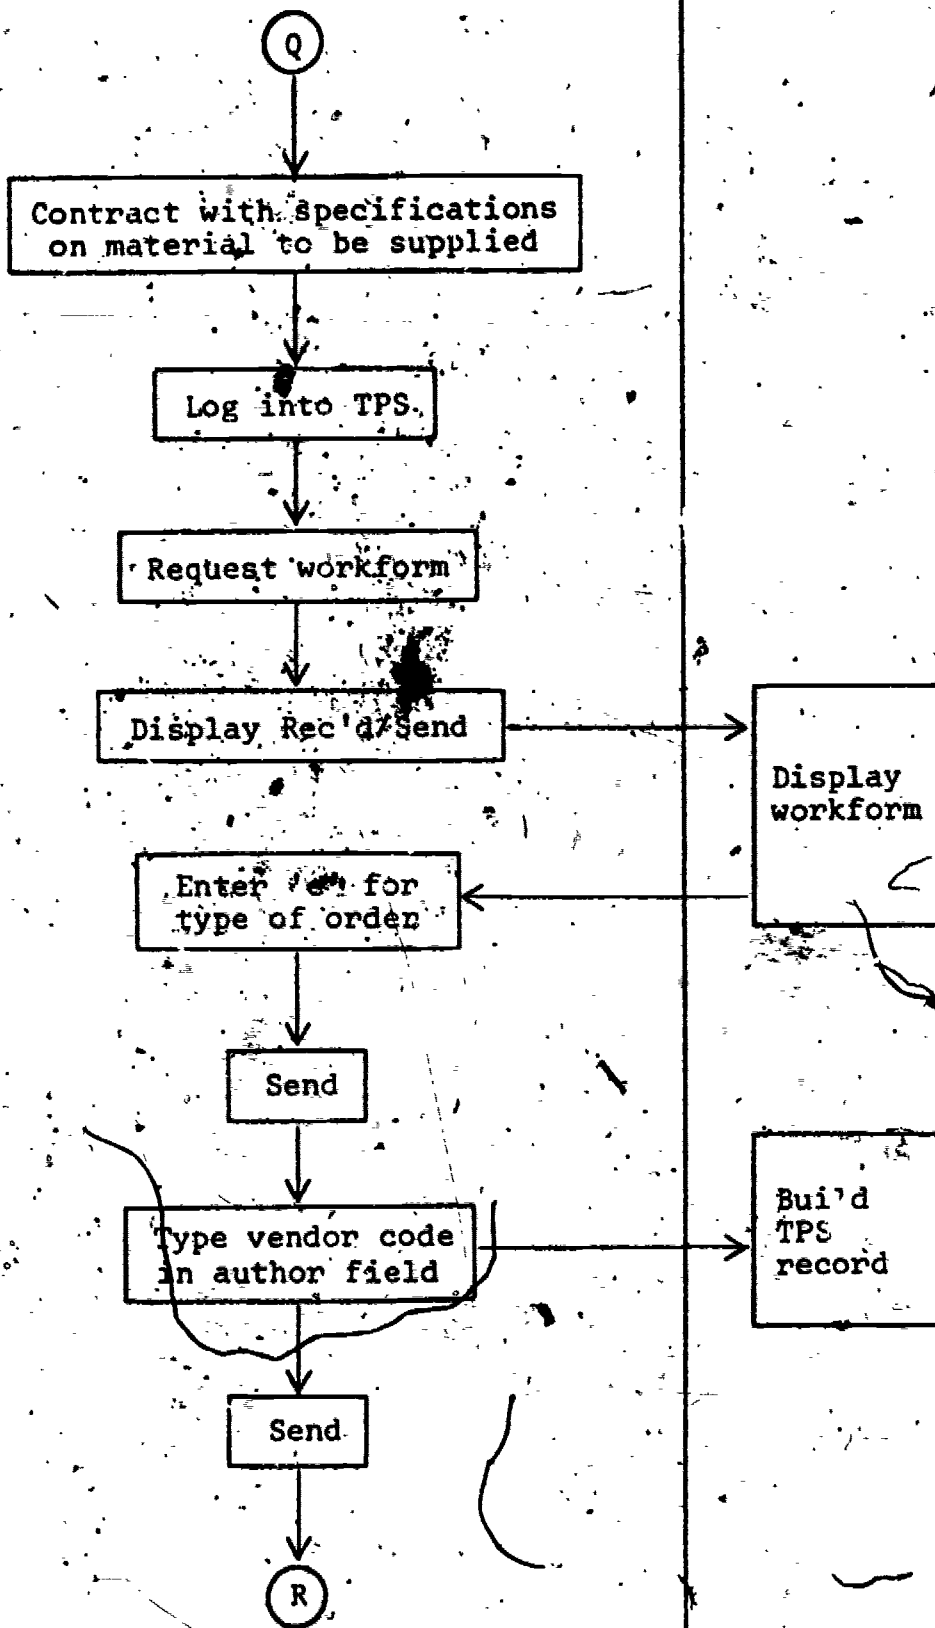 Q
Contract with specifications
on material to be supplied
Log into TPS
Request workform
Display Rec'd/Send
Display
workform
Enter 'e' for
type of order
Send
Type vendor code
in author field
Bui'd
TPS
record
Send
R